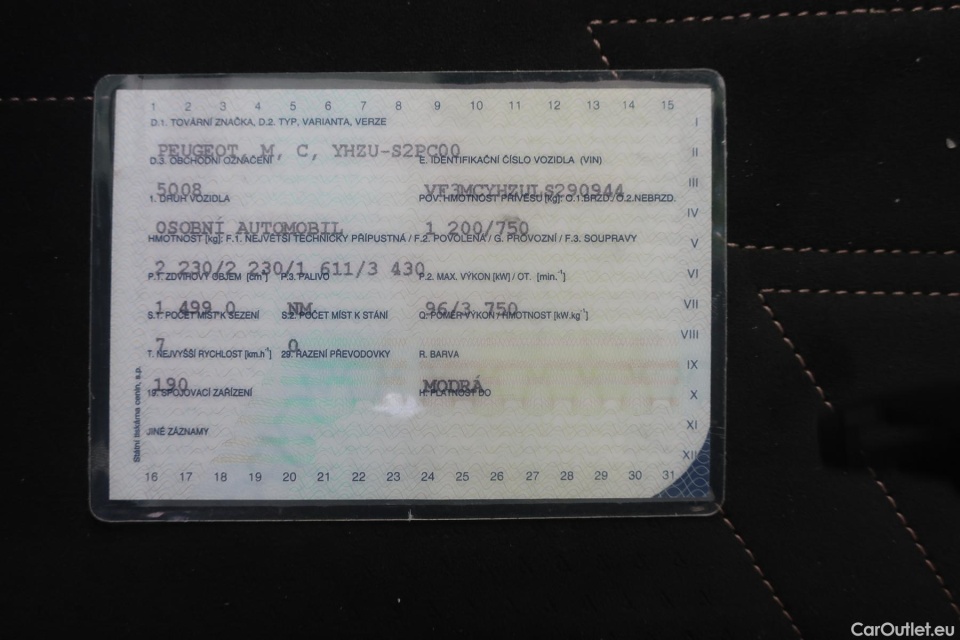 1 2 3 4 5 6 7 8 9 10 11 12 13 14 15
D.1. TOVÁRNÍ ZNAČKA, D.2. TYP, VARIANTA, VERZE
I
PEUGEOT, M, C, YHZU-S2PC00
II
D.3. OBCHODNÍ OZNAČENÍ E. IDENTIFIKAČNÍ ČÍSLO VOZIDLA (VIN)
5008 VF3MCYHZULS290944
III
1. DRUH VOZIDLA POV. HMOTNOST PŘÍVĚSU [kg]: O.1.BRZD./O.2.NEBRZD.
IV
OSOBNÍ AUTOMOBIL 1 200/750
HMOTNOST [kg]: F.1. NEJVĚTŠÍ TECHNICKY PŘÍPUSTNÁ / F.2. POVOLENÁ / G. PROVOZNÍ / F.3. SOUPRAVY
V
2 230/2 230/1 611/3 430
VI
P.1. ZDVIHOVÝ OBJEM [cm³] P.3. PALIVO P.2. MAX. VÝKON [kW] / OT. [min.-1]
1 499,0 NM 96/3 750
VII
S.1. POČET MÍST K SEZENÍ S.2. POČET MÍST K STÁNÍ Q. POMĚR VÝKON / HMOTNOST [kW.kg-1]
VIII
7 0
T. NEJVYŠŠÍ RYCHLOST [km.h-1] 29. ŘAZENÍ PŘEVODOVKY R. BARVA
IX
190 MODRÁ
19. SPOJOVACÍ ZAŘÍZENÍ H. PLATNOST DO
X
JINÉ ZÁZNAMY
XI
XII
16 17 18 19 20 21 22 23 24 25 26 27 28 29 30 31
Státní tiskárna cenin, s.p.
CarOutlet.eu